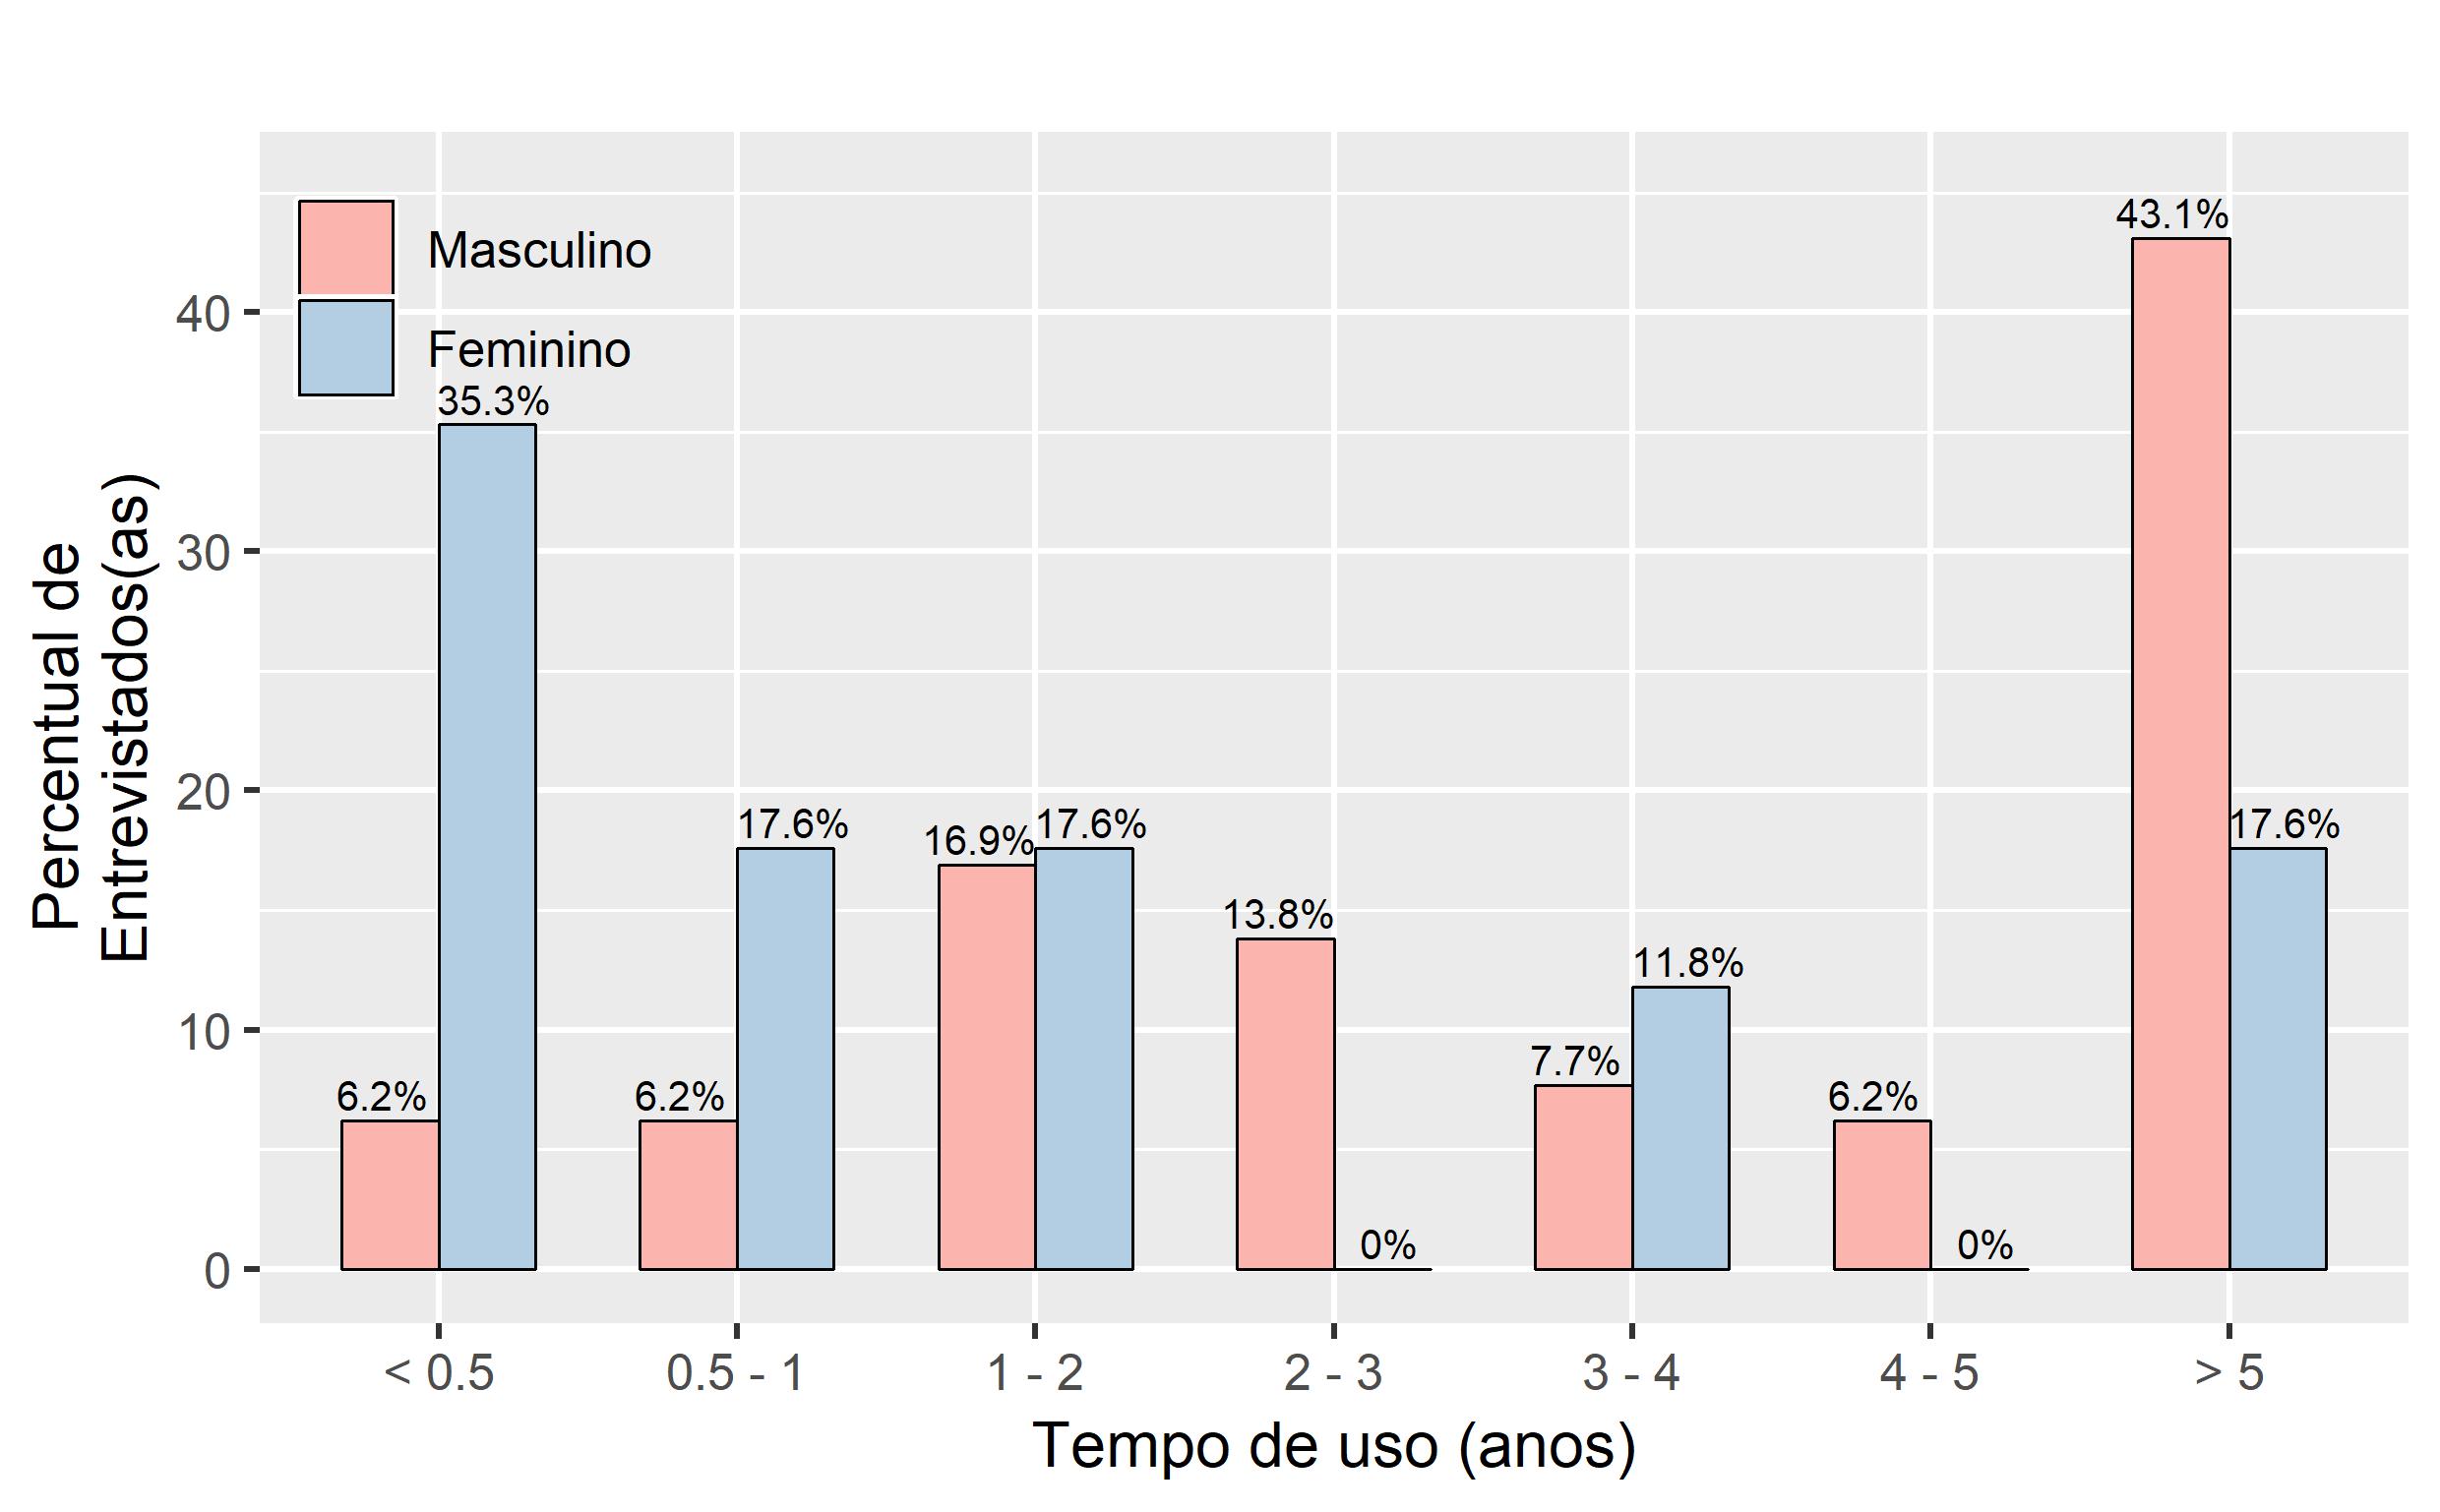 Masculino
Feminino
43.1%
35.3%
17.6%
16.9%
17.6%
17.6%
13.8%
11.8%
7.7%
6.2%
6.2%
6.2%
0%
0%
40
30
20
10
0
Percentual de
Entrevistados(as)
< 0.5
0.5 - 1
1 - 2
2 - 3
3 - 4
4 - 5
> 5
Tempo de uso (anos)